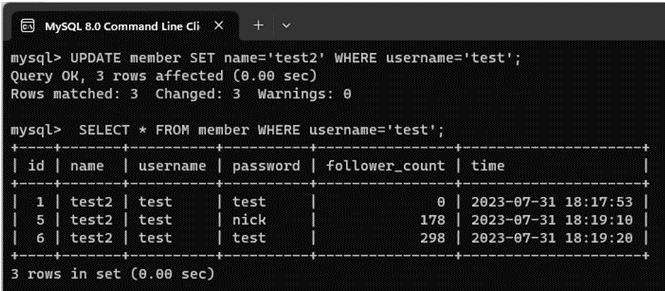 MySQL 8.0 Command Line Cli
mysql> UPDATE member SET name='test2' WHERE username='test';
Query OK, 3 rows affected (0.00 sec)
Rows matched: 3  Changed: 3  Warnings: 0
mysql>  SELECT * FROM member WHERE username='test';
+----+-------+----------+----------+----------------+---------------------+
| id | name  | username | password | follower_count | time                |
+----+-------+----------+----------+----------------+---------------------+
|  1 | test2 | test     | test     |              0 | 2023-07-31 18:17:53 |
|  5 | test2 | test     | nick     |            178 | 2023-07-31 18:19:10 |
|  6 | test2 | test     | test     |            298 | 2023-07-31 18:19:20 |
+----+-------+----------+----------+----------------+---------------------+
3 rows in set (0.00 sec)